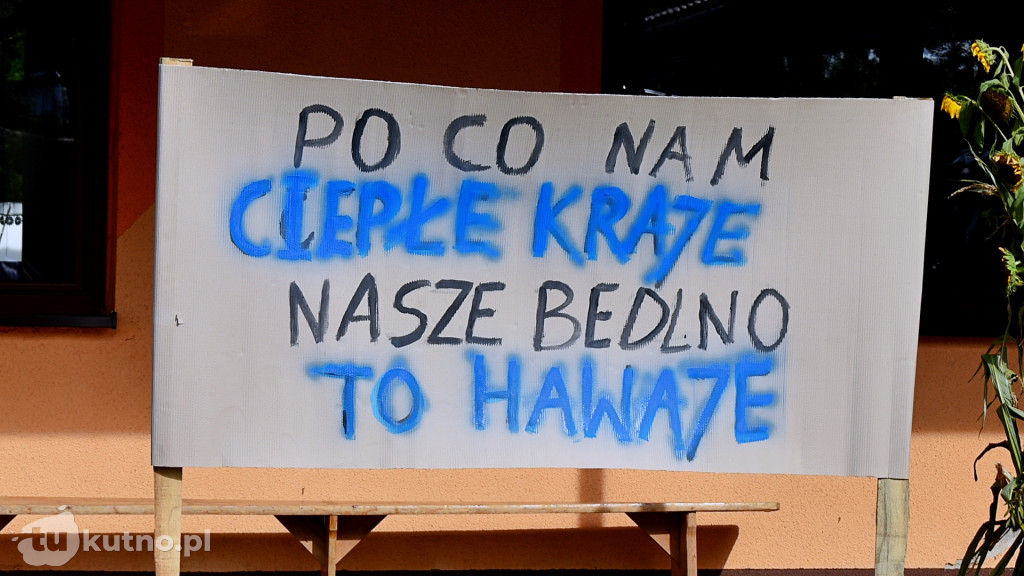 PO CO NAM
CIEPŁE KRAJE
NASZE BEDLNO
TO HAWAJE
tukutno.pl